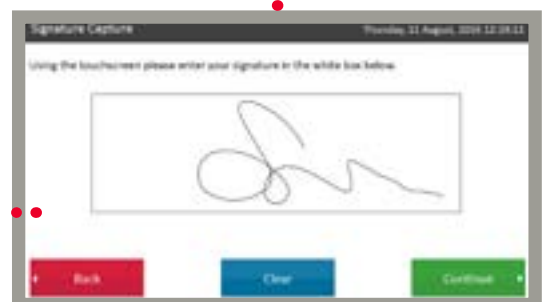 Signature Capture
Thursday, 11 August, 2016 12:19:12
Using the touchscreen please enter your signature in the white box below.
Back
Clear
Continue